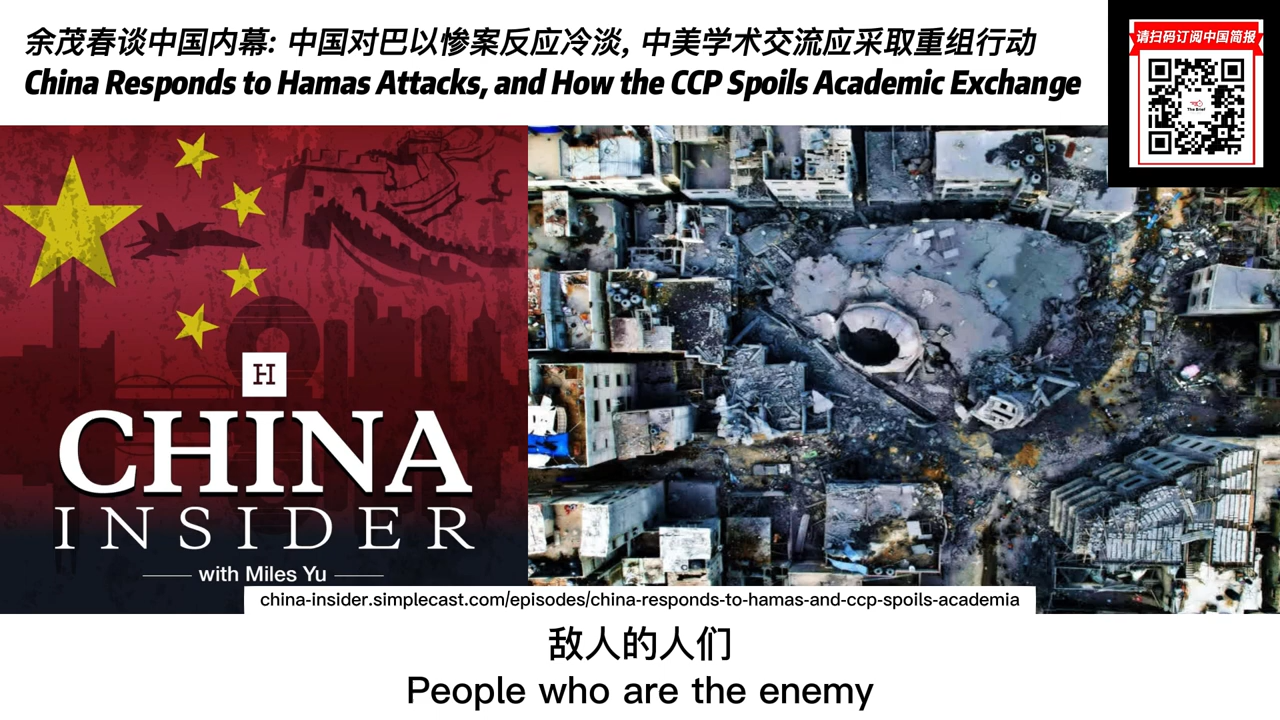 余茂春谈中国内幕: 中国对巴以惨案反应冷淡, 中美学术交流应采取重组行动
China Responds to Hamas Attacks, and How the CCP Spoils Academic Exchange
请扫码订阅中国简报
The Brief
H
CHINA
INSIDER
with Miles Yu
china-insider.simplecast.com/episodes/china-responds-to-hamas-and-ccp-spoils-academia
敌人的人们
People who are the enemy